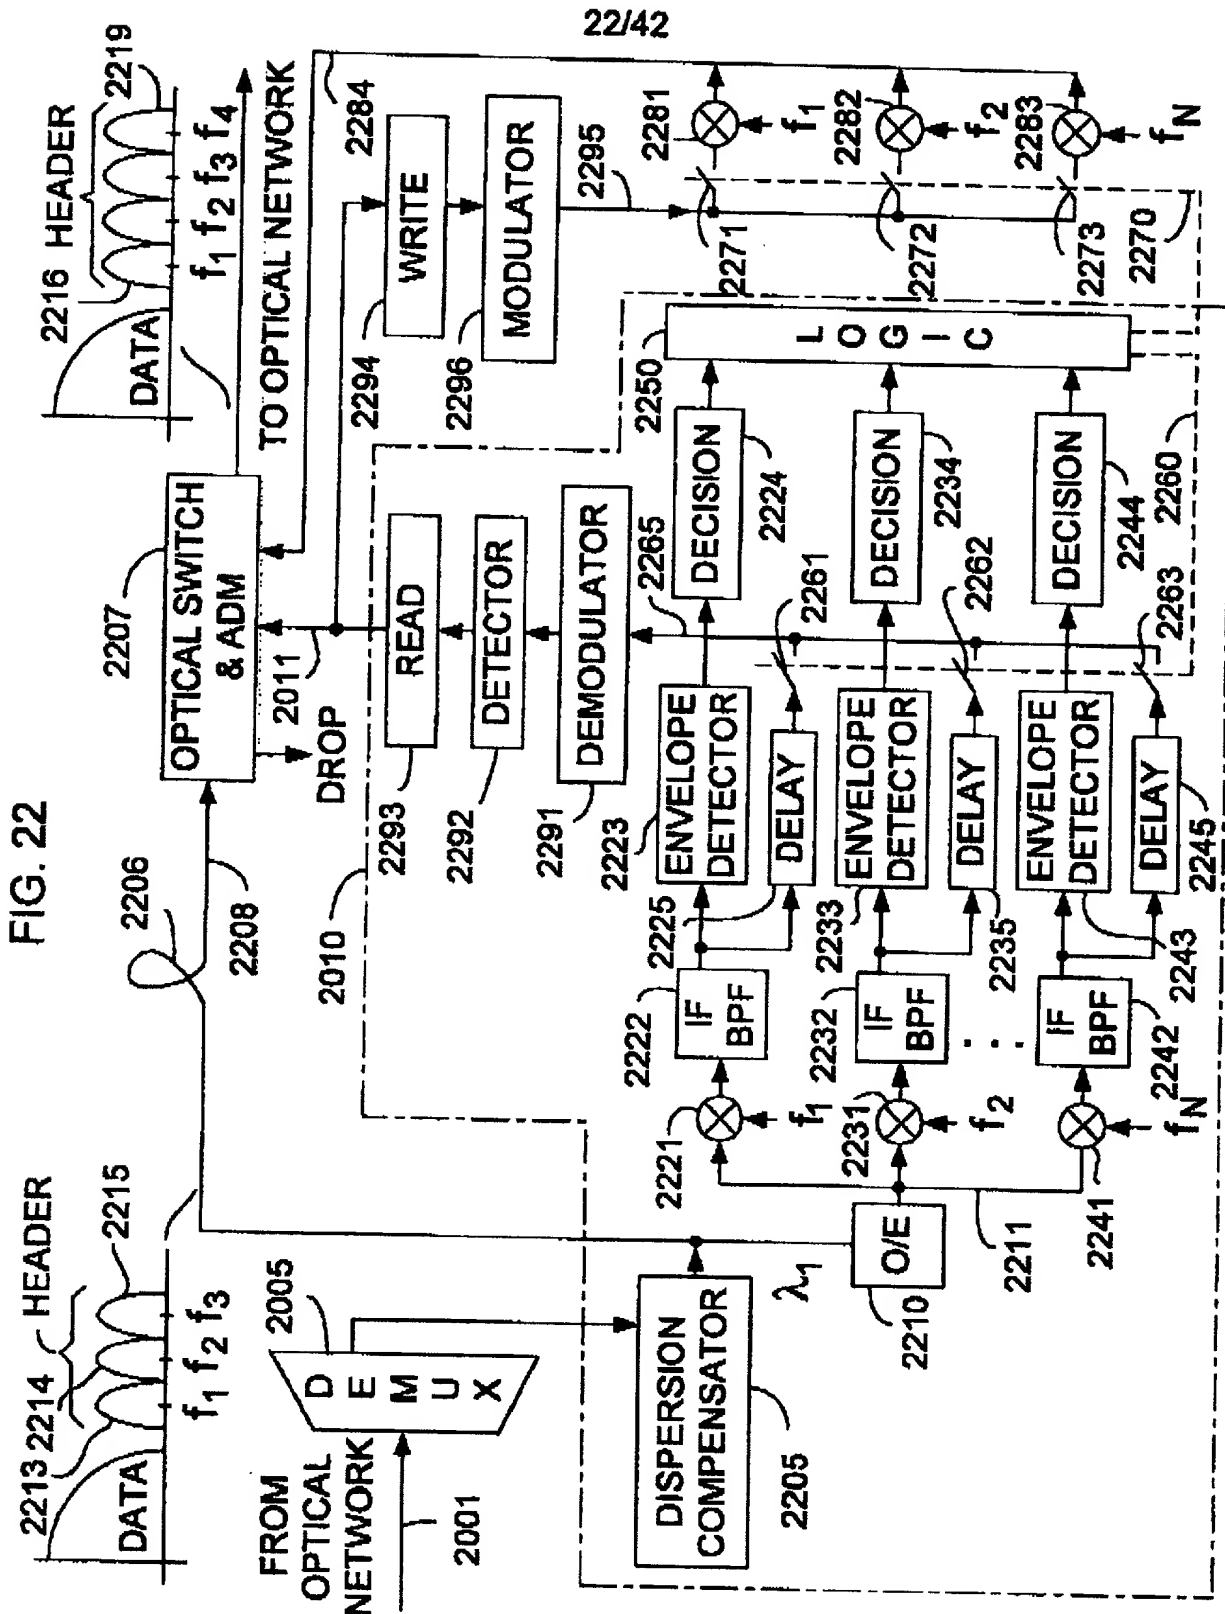 22/42
FIG. 22
2213
2214
HEADER
2215
DATA
f1 f2 f3
2216 HEADER
2219
DATA
f1 f2 f3 f4
TO OPTICAL NETWORK
FROM
OPTICAL
NETWORK
2001
DEMUX
2005
2206
2208
2207
OPTICAL SWITCH
& ADM
DROP
2011
2284
DISPERSION
COMPENSATOR
2205
λ1
O/E
2210
2211
2010
2293
READ
2292
DETECTOR
2291
DEMODULATOR
2265
2294
WRITE
2296
MODULATOR
2295
2221
f1
2222
IF
BPF
2223
ENVELOPE
DETECTOR
2225
DELAY
2261
DECISION
2224
2231
f2
2232
IF
BPF
2233
ENVELOPE
DETECTOR
2235
DELAY
2262
DECISION
2234
. . .
2241
fN
2242
IF
BPF
2243
ENVELOPE
DETECTOR
2245
DELAY
2263
DECISION
2244
2250
LOGIC
2260
2270
2271
2272
2273
2281
f1
2282
f2
2283
fN